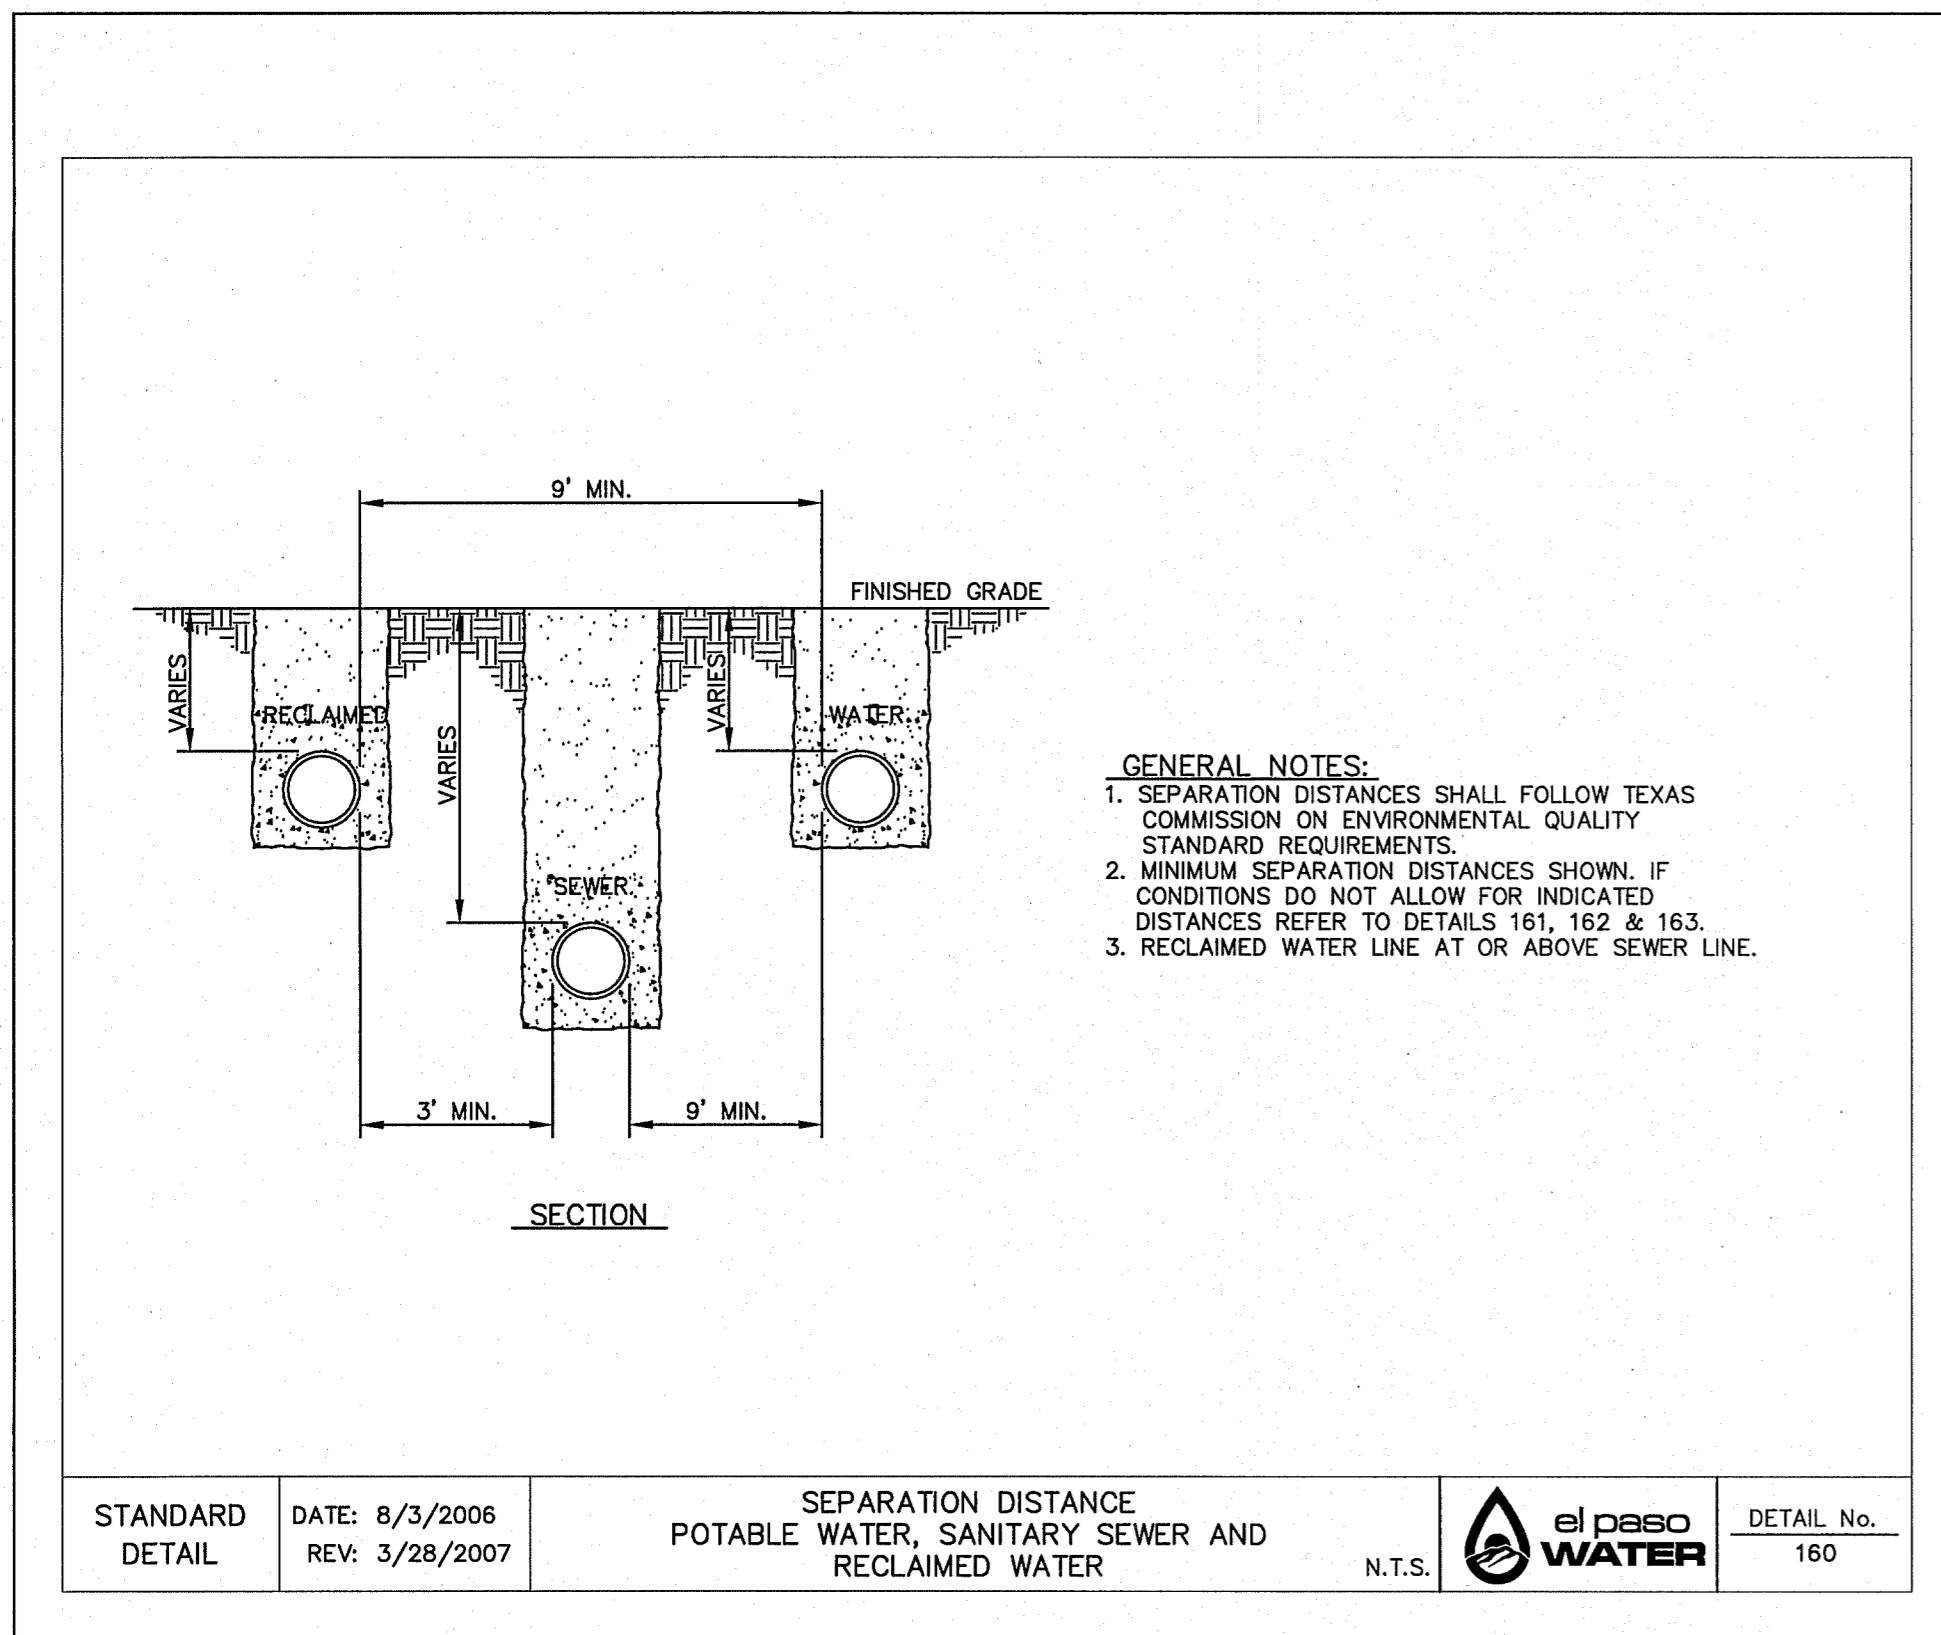 9' MIN.
FINISHED GRADE
VARIES
VARIES
VARIES
RECLAIMED
WATER
SEWER
3' MIN.
9' MIN.
SECTION
GENERAL NOTES:
1. SEPARATION DISTANCES SHALL FOLLOW TEXAS
COMMISSION ON ENVIRONMENTAL QUALITY
STANDARD REQUIREMENTS.
2. MINIMUM SEPARATION DISTANCES SHOWN. IF
CONDITIONS DO NOT ALLOW FOR INDICATED
DISTANCES REFER TO DETAILS 161, 162 & 163.
3. RECLAIMED WATER LINE AT OR ABOVE SEWER LINE.
STANDARD
DETAIL
DATE: 8/3/2006
REV: 3/28/2007
SEPARATION DISTANCE
POTABLE WATER, SANITARY SEWER AND
RECLAIMED WATER
N.T.S.
el paso
WATER
DETAIL No.
160